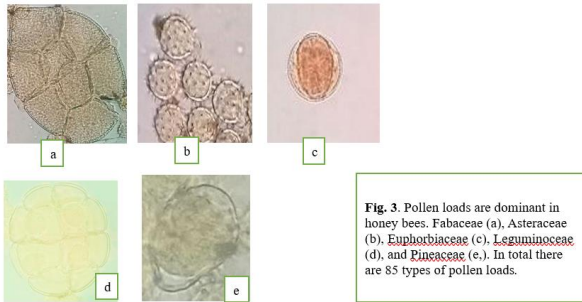 a
b
c
d
e
Fig. 3. Pollen loads are dominant in
honey bees. Fabaceae (a), Asteraceae
(b), Euphorbiaceae (c), Leguminoceae
(d), and Pineaceae (e,). In total there
are 85 types of pollen loads.